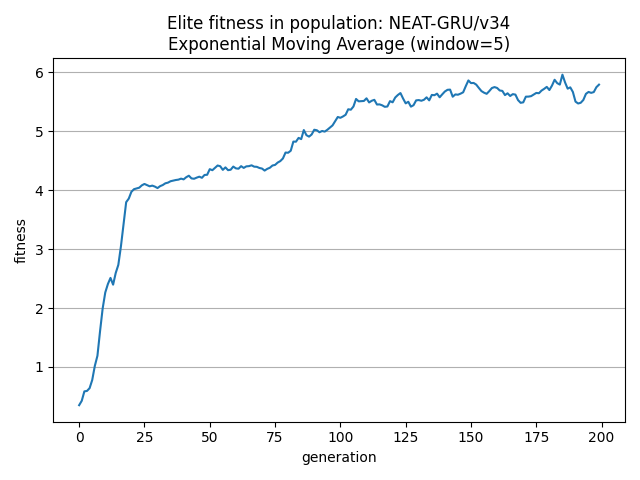 Elite fitness in population: NEAT-GRU/v34
Exponential Moving Average (window=5)
fitness
6
5
4
3
2
1
0 25 50 75 100 125 150 175 200
generation